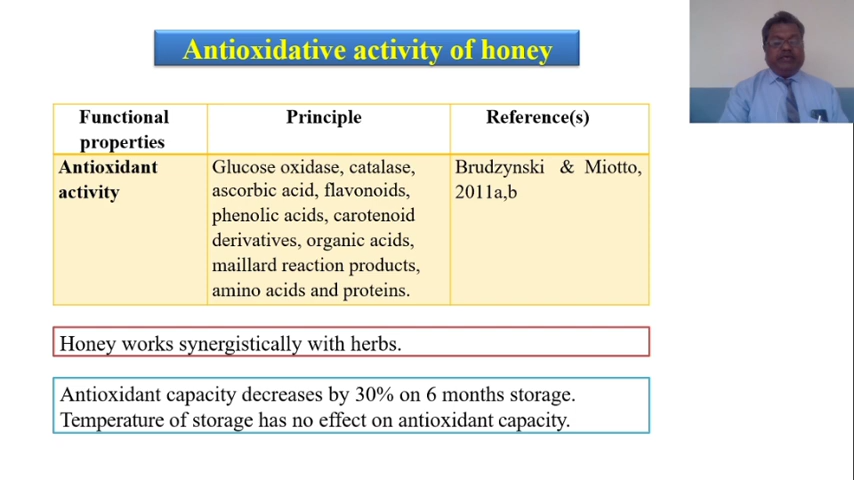 Antioxidative activity of honey
Functional properties
Principle
Reference(s)
Antioxidant activity
Glucose oxidase, catalase,
ascorbic acid, flavonoids,
phenolic acids, carotenoid
derivatives, organic acids,
maillard reaction products,
amino acids and proteins.
Brudzynski & Miotto,
2011a,b
Honey works synergistically with herbs.
Antioxidant capacity decreases by 30% on 6 months storage.
Temperature of storage has no effect on antioxidant capacity.